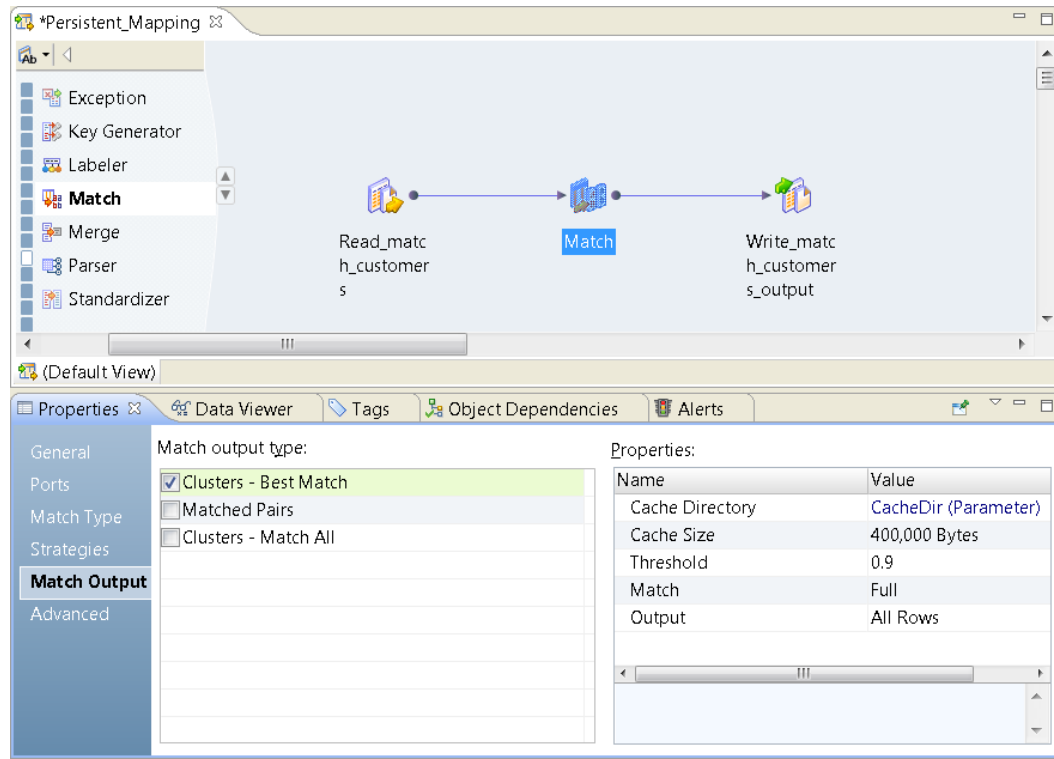 *Persistent_Mapping
Ab
Exception
Key Generator
Labeler
Match
Merge
Parser
Standardizer
Read_matc
h_customer
s
Match
Write_matc
h_customer
s_output
(Default View)
Properties
Data Viewer
Tags
Object Dependencies
Alerts
General
Ports
Match Type
Strategies
Match Output
Advanced
Match output type:
Clusters - Best Match
Matched Pairs
Clusters - Match All
Properties:
Name Value
Cache Directory CacheDir (Parameter)
Cache Size 400,000 Bytes
Threshold 0.9
Match Full
Output All Rows